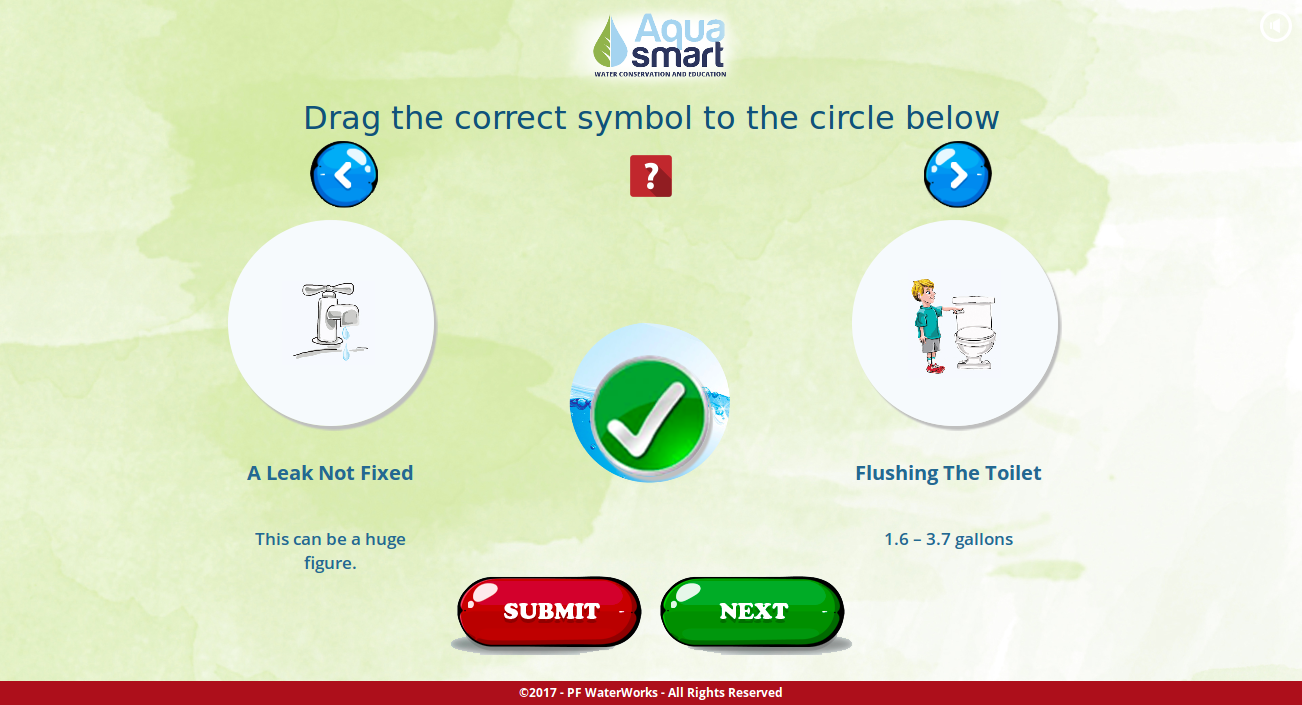 Aqua
smart
WATER CONSERVATION AND EDUCATION
Drag the correct symbol to the circle below
?
A Leak Not Fixed
Flushing The Toilet
This can be a huge
figure.
1.6 – 3.7 gallons
SUBMIT
NEXT
©2017 - PF WaterWorks - All Rights Reserved